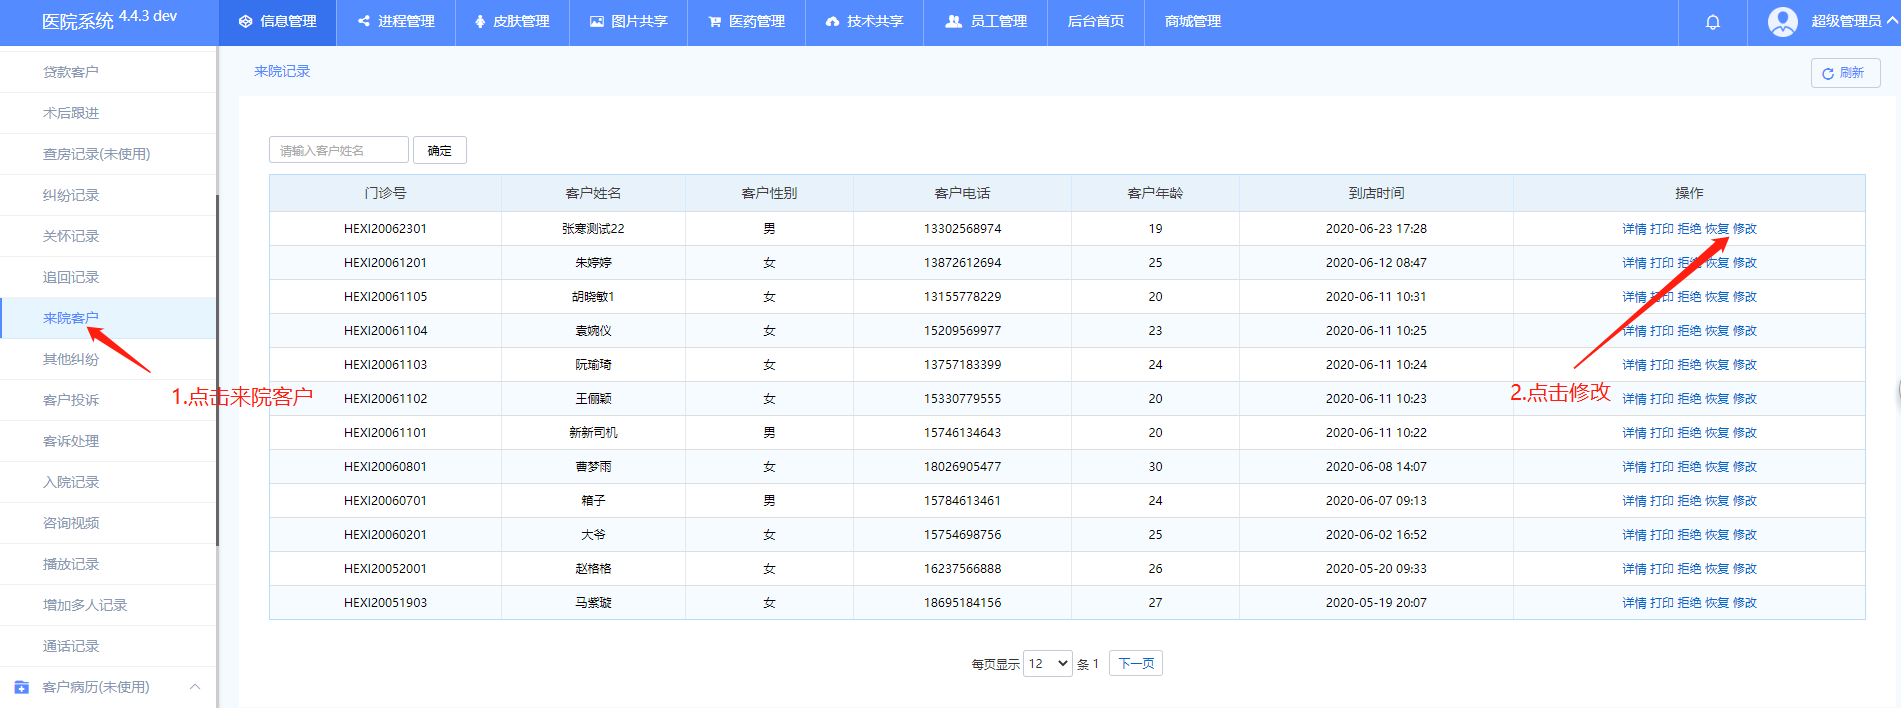 医院系统 4.4.3 dev
信息管理
进程管理
皮肤管理
图片共享
医药管理
技术共享
员工管理
后台首页
商城管理
超级管理员
贷款客户
术后跟进
查房记录(未使用)
纠纷记录
关怀记录
追回记录
来院客户
其他纠纷
客户投诉
客诉处理
入院记录
咨询视频
播放记录
增加多人记录
通话记录
客户病历(未使用)
1.点击来院客户
来院记录
刷新
请输入客户姓名 确定
门诊号 客户姓名 客户性别 客户电话 客户年龄 到店时间 操作
HEXI20062301 张寒测试22 男 13302568974 19 2020-06-23 17:28 详情 打印 拒绝 恢复 修改
HEXI20061201 朱婷婷 女 13872612694 25 2020-06-12 08:47 详情 打印 拒绝 恢复 修改
HEXI20061105 胡晓敏1 女 13155778229 20 2020-06-11 10:31 详情 打印 拒绝 恢复 修改
HEXI20061104 袁婉仪 女 15209569977 23 2020-06-11 10:25 详情 打印 拒绝 恢复 修改
HEXI20061103 阮瑜琦 女 13757183399 24 2020-06-11 10:24 详情 打印 拒绝 恢复 修改
HEXI20061102 王俪颖 女 15330779555 20 2020-06-11 10:23 详情 打印 拒绝 恢复 修改
HEXI20061101 新新司机 男 15746134643 20 2020-06-11 10:22 详情 打印 拒绝 恢复 修改
HEXI20060801 曹梦雨 女 18026905477 30 2020-06-08 14:07 详情 打印 拒绝 恢复 修改
HEXI20060701 箱子 男 15784613461 24 2020-06-07 09:13 详情 打印 拒绝 恢复 修改
HEXI20060201 大爷 女 15754698756 25 2020-06-02 16:52 详情 打印 拒绝 恢复 修改
HEXI20052001 赵格格 女 16237566888 26 2020-05-20 09:33 详情 打印 拒绝 恢复 修改
HEXI20051903 马紫璇 女 18695184156 27 2020-05-19 20:07 详情 打印 拒绝 恢复 修改
2.点击修改
每页显示 12 条 1 下一页